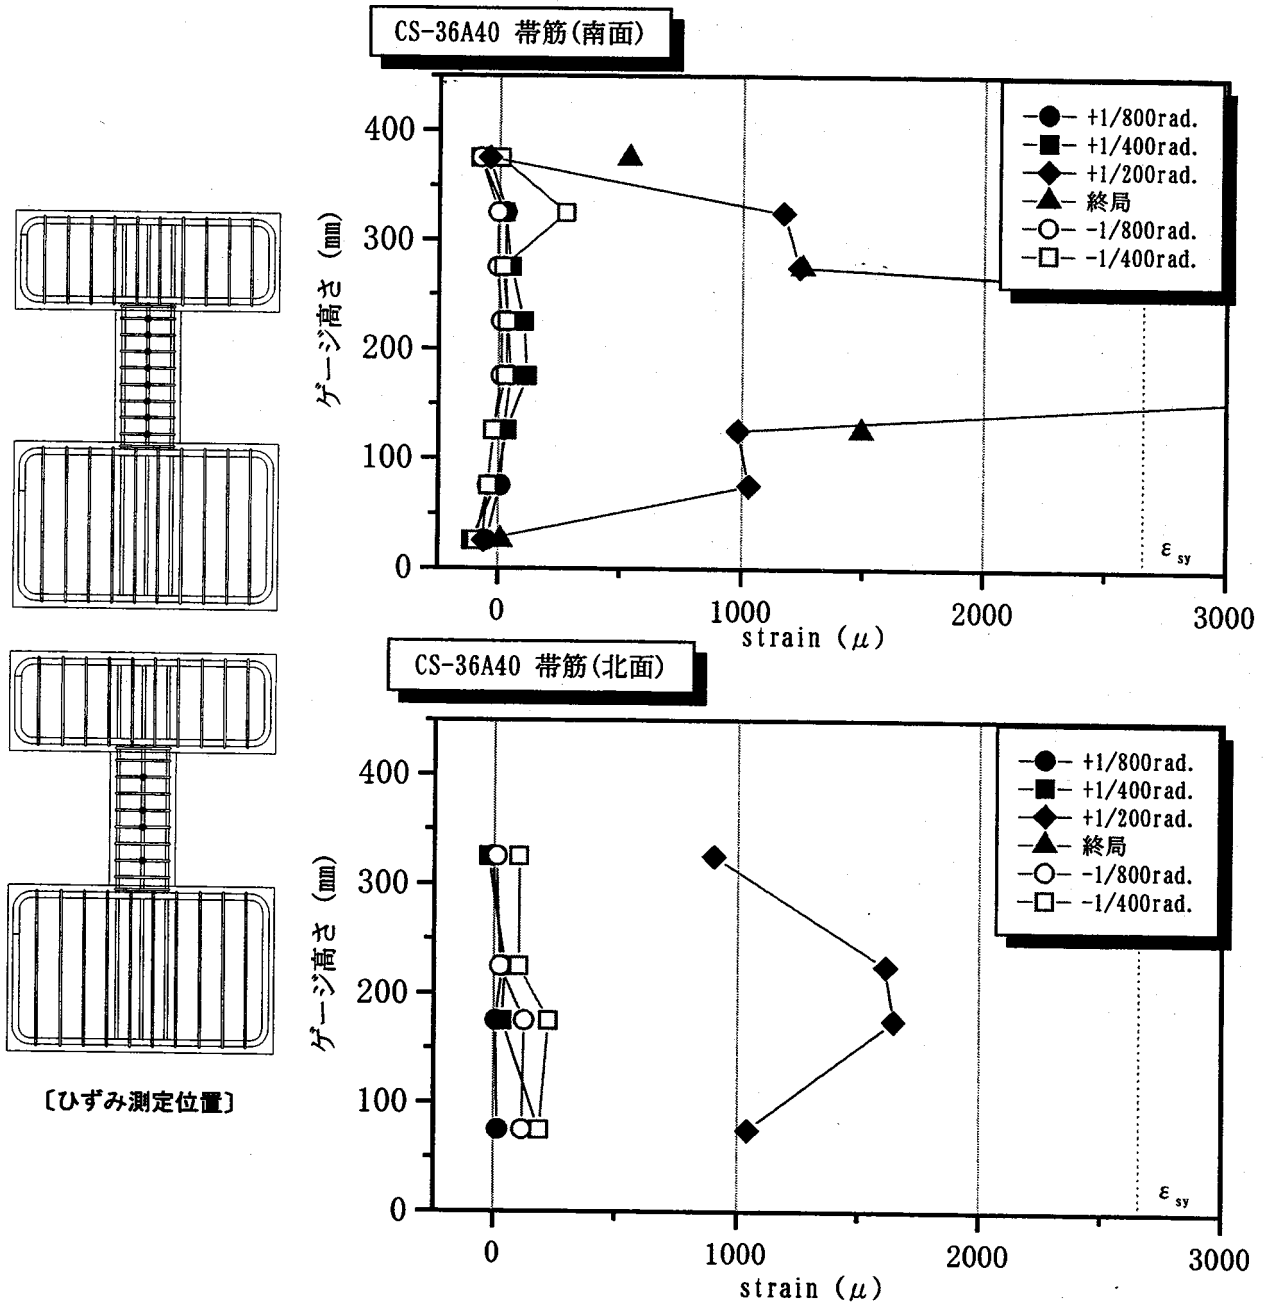 CS-36A40 帯筋(南面)
+1/800rad.
+1/400rad.
+1/200rad.
終局
-1/800rad.
-1/400rad.
400
300
200
100
0
ゲージ高さ (mm)
εsy
0
1000
2000
3000
strain (μ)
CS-36A40 帯筋(北面)
+1/800rad.
+1/400rad.
+1/200rad.
終局
-1/800rad.
-1/400rad.
400
300
200
100
0
ゲージ高さ (mm)
εsy
0
1000
2000
3000
strain (μ)
〔ひずみ測定位置〕